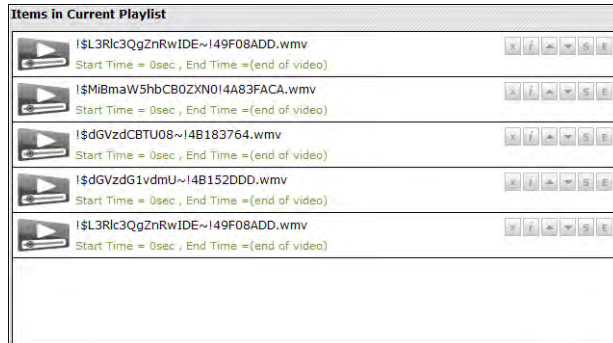 Items in Current Playlist
!$L3Rlc3QgZnRwIDE~!49F08ADD.wmv
x i S E
Start Time = 0sec , End Time =(end of video)
!$MiBmaW5hbCB0ZXN0!4A83FACA.wmv
x i S E
Start Time = 0sec , End Time =(end of video)
!$dGVzdCBTU08~!4B183764.wmv
x i S E
Start Time = 0sec , End Time =(end of video)
!$dGVzdG1vdmU~!4B152DDD.wmv
x i S E
Start Time = 0sec , End Time =(end of video)
!$L3Rlc3QgZnRwIDE~!49F08ADD.wmv
x i S E
Start Time = 0sec , End Time =(end of video)